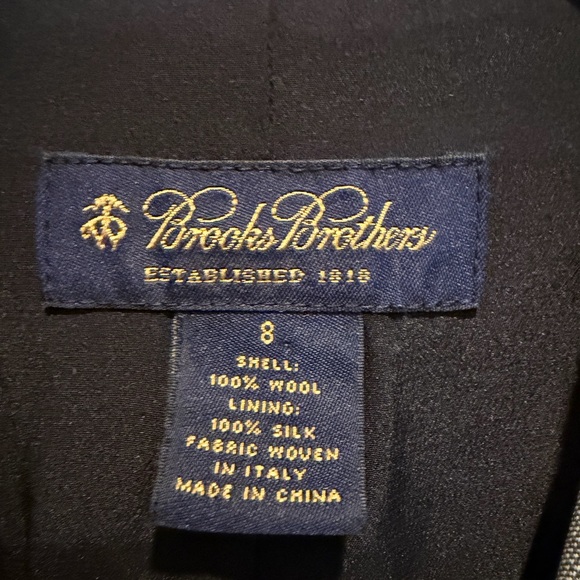 Brooks Brothers
ESTABLISHED 1818
8
SHELL:
100% WOOL
LINING:
100% SILK
FABRIC WOVEN
IN ITALY
MADE IN CHINA